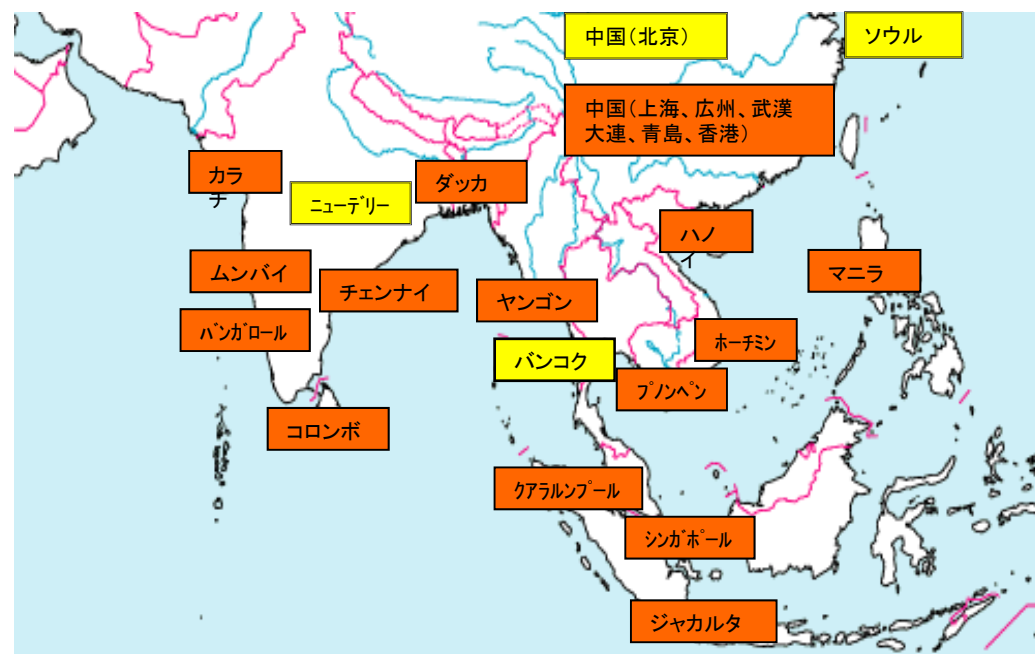 中国（北京）
ソウル
中国（上海、広州、武漢
大連、青島、香港）
カラ
チ
ﾆｭｰﾃﾞﾘｰ
ダッカ
ハノ
イ
ムンバイ
チェンナイ
ヤンゴン
マニラ
ﾊﾞﾝｶﾞﾛｰﾙ
ﾎｰﾁﾐﾝ
バンコク
ﾌﾟﾉﾝﾍﾟﾝ
コロンボ
ｸｱﾗﾙﾝﾌﾟｰﾙ
ｼﾝｶﾞﾎﾟｰﾙ
ジャカルタ